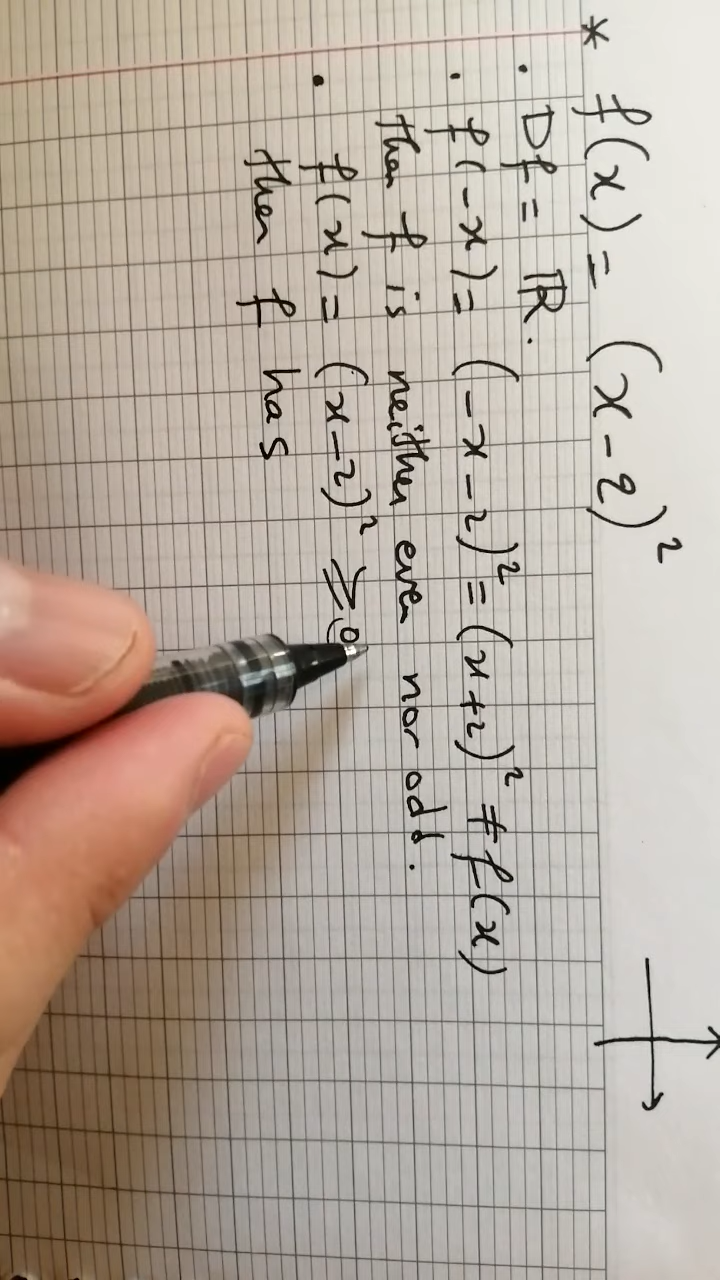 * f(x) = (x-2)²
. Df = ℝ.
. f(-x) = (-x-2)² = (x+2)² ≠ f(x)
then f is neither even nor odd.
. f(x) = (x-2)² ≥ 0
then f has